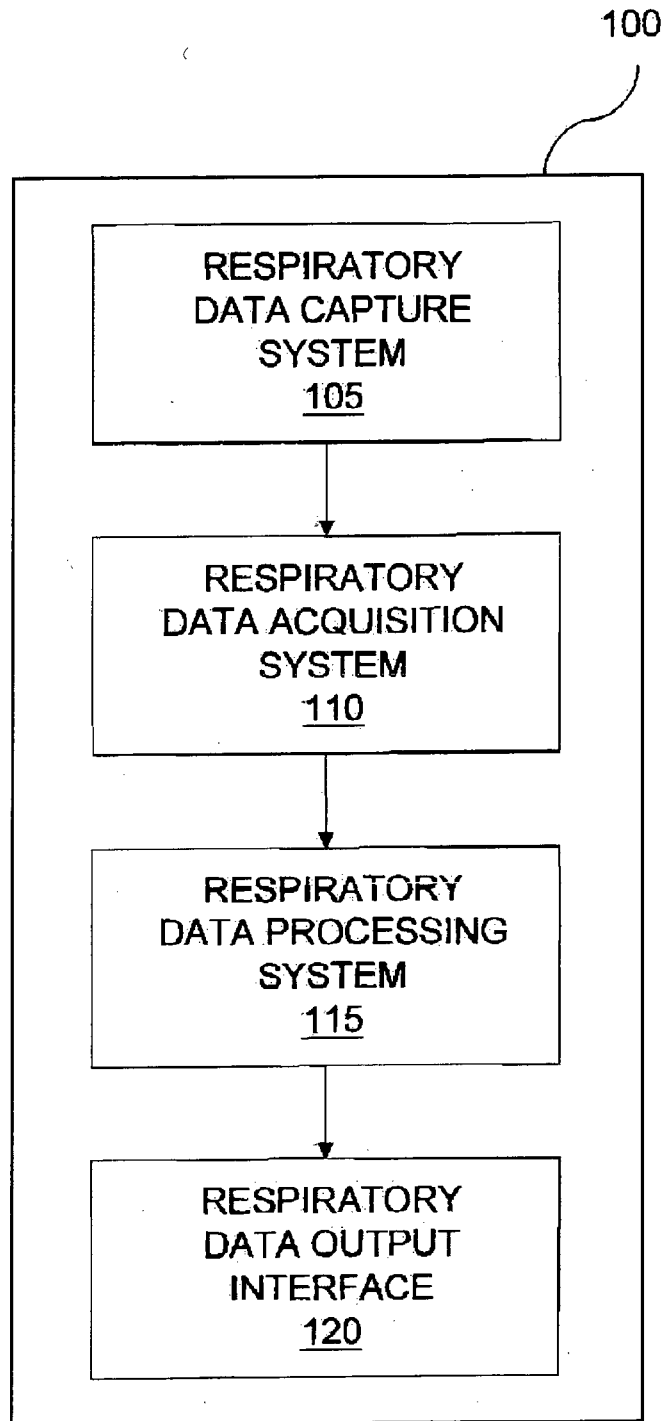 100
RESPIRATORY
DATA CAPTURE
SYSTEM
105
RESPIRATORY
DATA ACQUISITION
SYSTEM
110
RESPIRATORY
DATA PROCESSING
SYSTEM
115
RESPIRATORY
DATA OUTPUT
INTERFACE
120